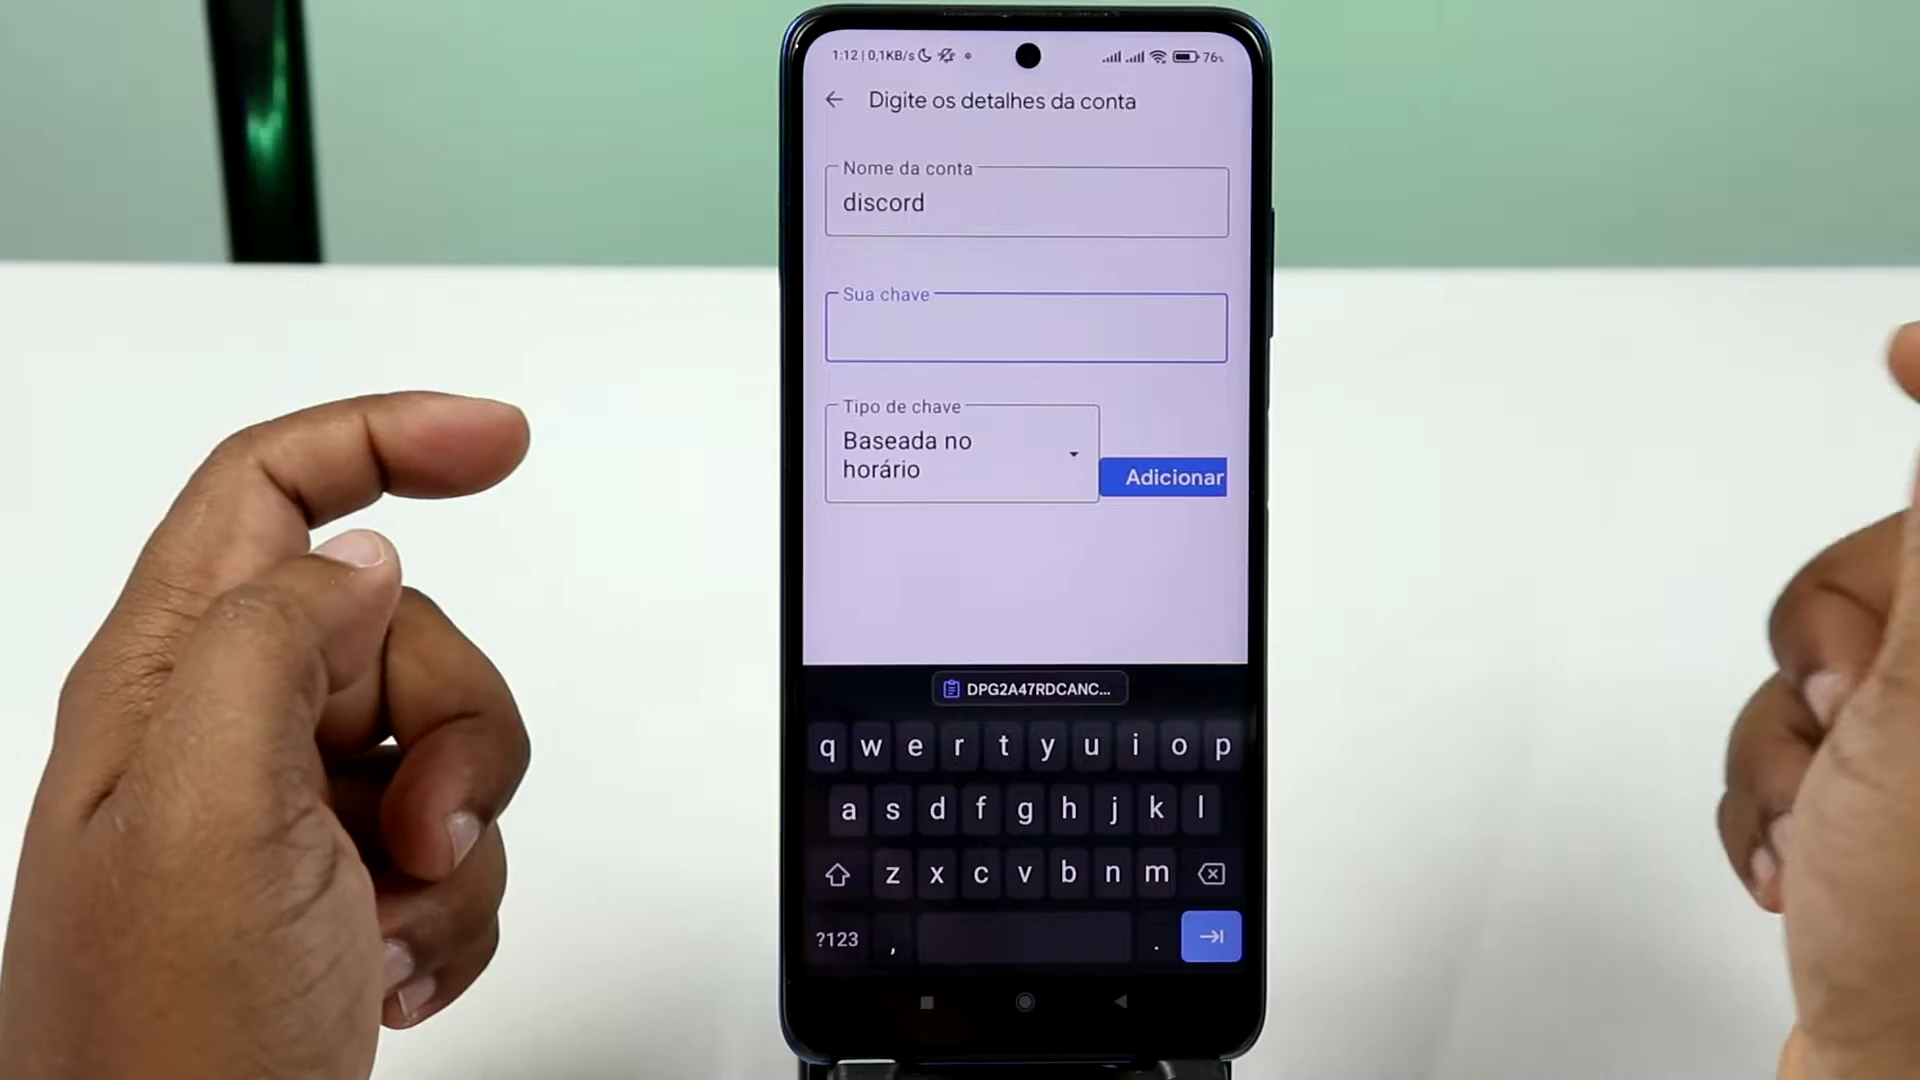 1:12 | 0,1KB/s 76%
Digite os detalhes da conta
Nome da conta
discord
Sua chave
Tipo de chave
Baseada no
horário
Adicionar
DPG2A47RDCANC...
q w e r t y u i o p
a s d f g h j k l
z x c v b n m
?123 , .